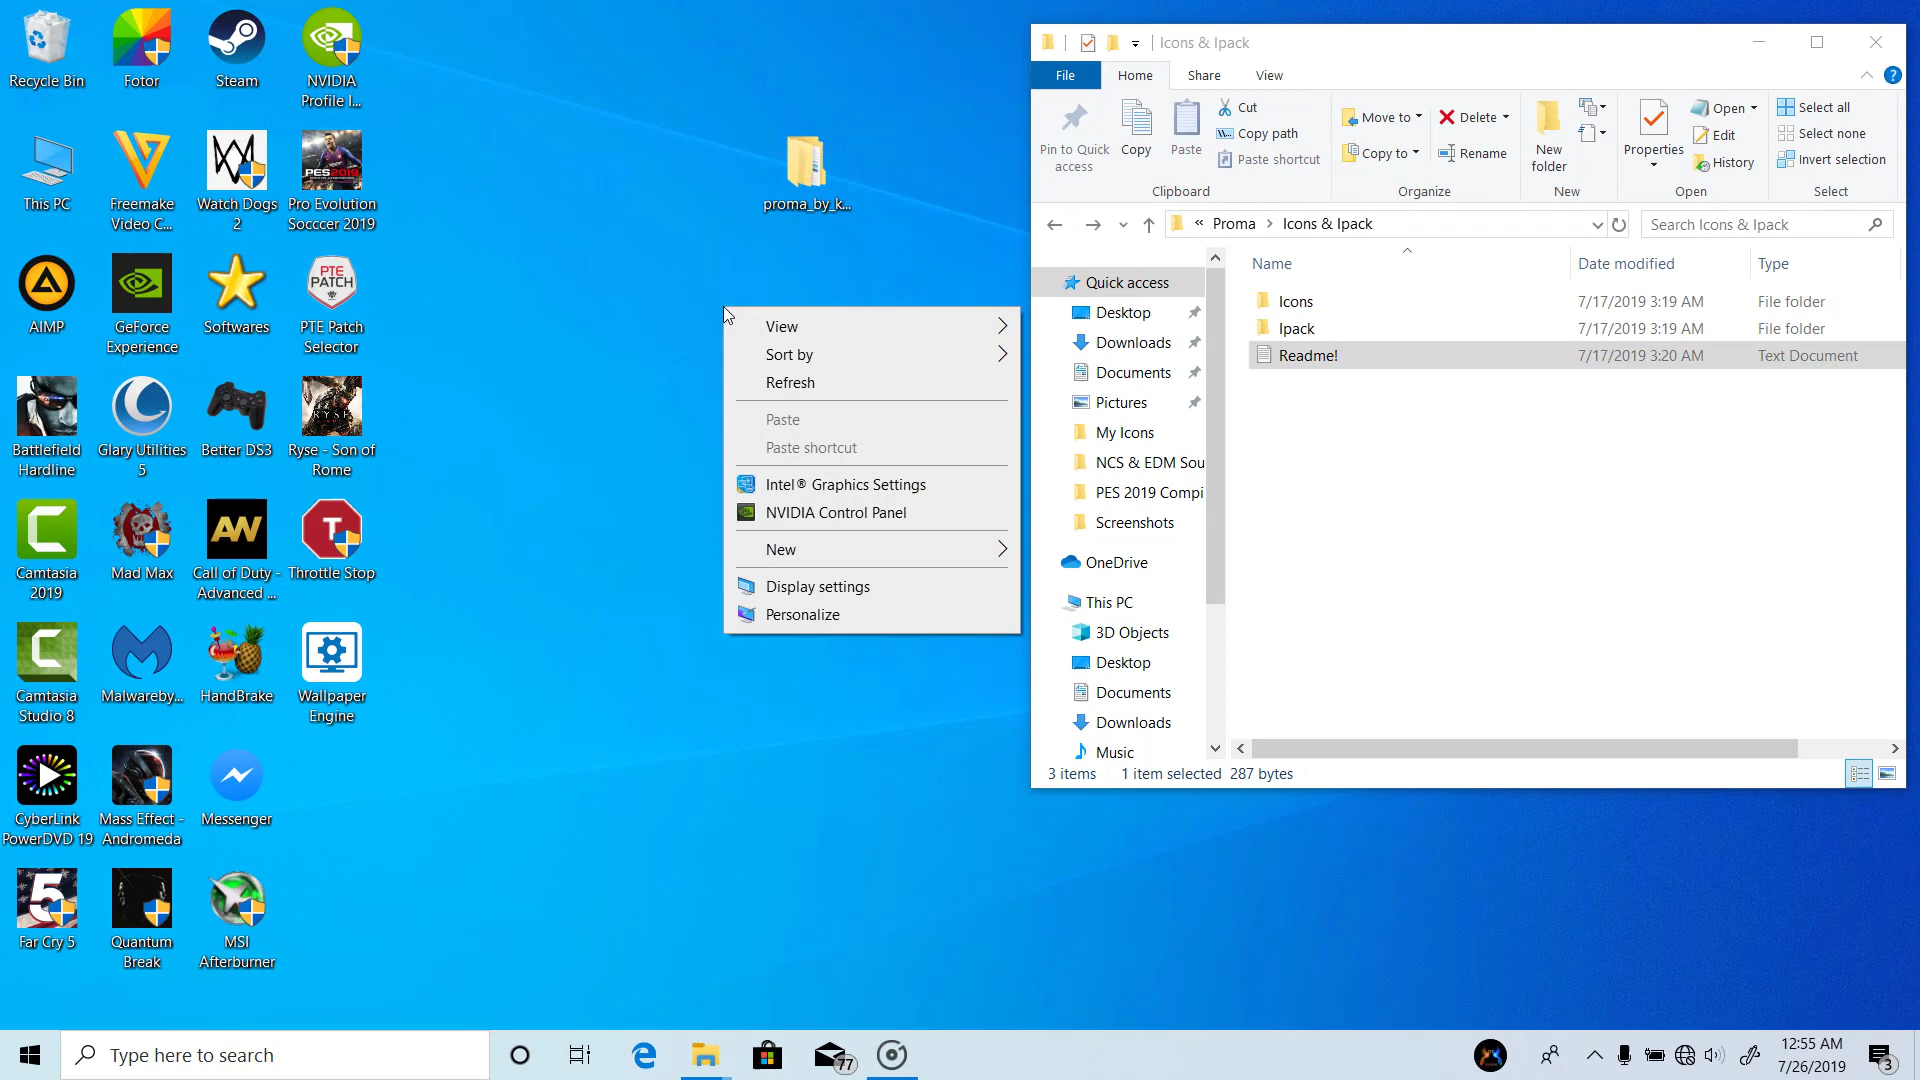 Recycle Bin
Fotor
Steam
NVIDIA
Profile I...
This PC
Freemake
Video C...
Watch Dogs
2
PES2019
Pro Evolution
Socccer 2019
AIMP
GeForce
Experience
Softwares
PTE
PATCH
PTE Patch
Selector
Battlefield
Hardline
Glary Utilities
5
Better DS3
RYSE
Ryse - Son of
Rome
Camtasia
2019
Mad Max
AW
Call of Duty -
Advanced ...
T
Throttle Stop
Camtasia
Studio 8
Malwareby...
HandBrake
Wallpaper
Engine
CyberLink
PowerDVD 19
Mass Effect -
Andromeda
Messenger
5
Far Cry 5
Quantum
Break
MSI
Afterburner
proma_by_k...
View
Sort by
Refresh
Paste
Paste shortcut
Intel® Graphics Settings
NVIDIA Control Panel
New
Display settings
Personalize
Icons & Ipack
File
Home
Share
View
Pin to Quick
access
Copy
Paste
Cut
Copy path
Paste shortcut
Clipboard
Move to
Copy to
Delete
Rename
Organize
New
folder
New
Properties
Open
Edit
History
Open
Select all
Select none
Invert selection
Select
« Proma > Icons & Ipack
Search Icons & Ipack
Quick access
Desktop
Downloads
Documents
Pictures
My Icons
NCS & EDM Sou
PES 2019 Compi
Screenshots
OneDrive
This PC
3D Objects
Desktop
Documents
Downloads
Music
Name Date modified Type
Icons 7/17/2019 3:19 AM File folder
Ipack 7/17/2019 3:19 AM File folder
Readme! 7/17/2019 3:20 AM Text Document
3 items 1 item selected 287 bytes
Type here to search
77
12:55 AM
7/26/2019
3